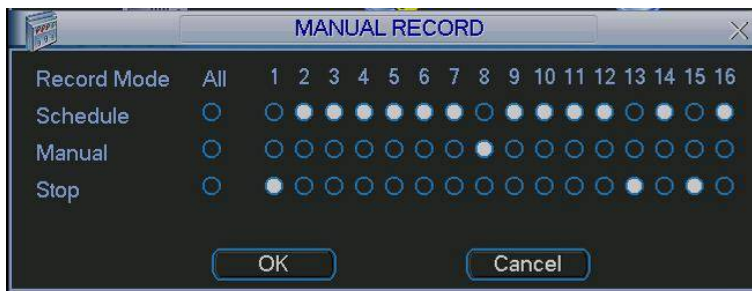 MANUAL RECORD
Record Mode All 1 2 3 4 5 6 7 8 9 10 11 12 13 14 15 16
Schedule
Manual
Stop
OK Cancel